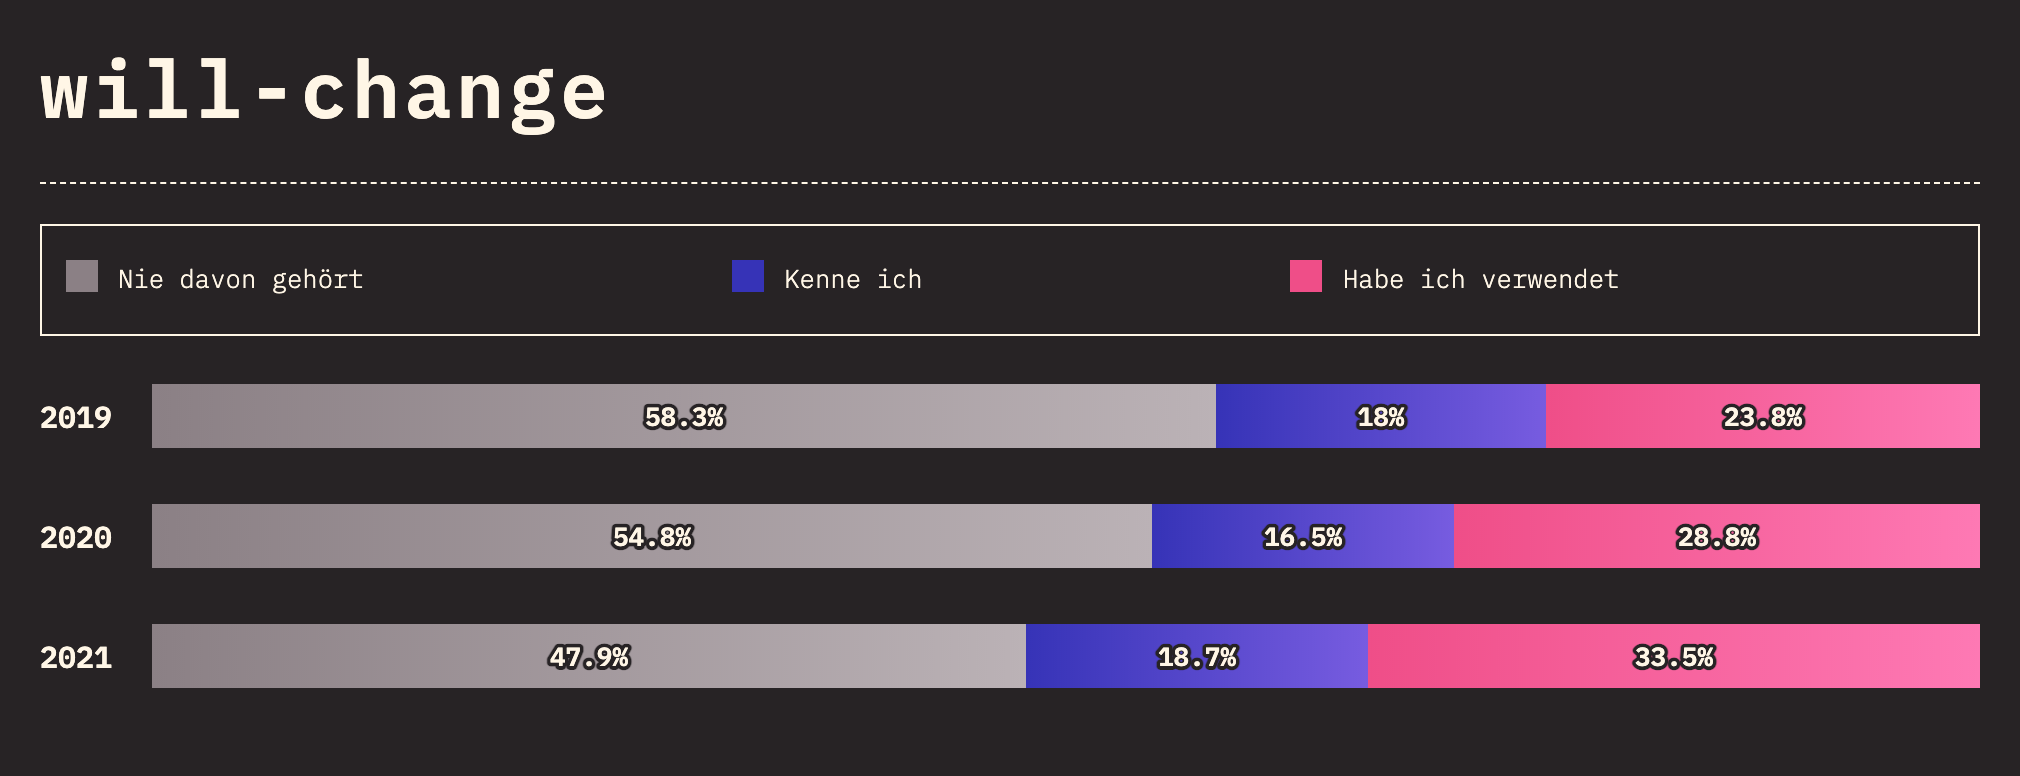 will-change
Nie davon gehört Kenne ich Habe ich verwendet
2019 58.3% 18% 23.8%
2020 54.8% 16.5% 28.8%
2021 47.9% 18.7% 33.5%